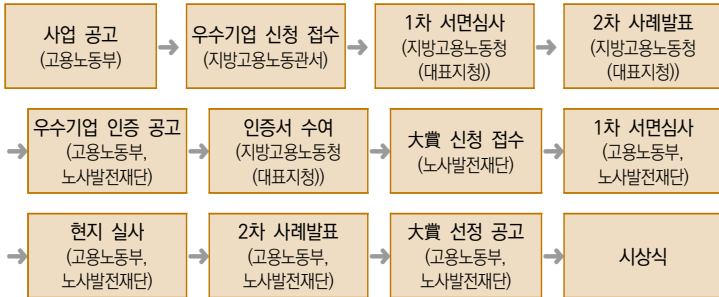 사업 공고
(고용노동부)
우수기업 신청 접수
(지방고용노동관서)
1차 서면심사
(지방고용노동청
(대표지청))
2차 사례발표
(지방고용노동청
(대표지청))
우수기업 인증 공고
(고용노동부,
노사발전재단)
인증서 수여
(지방고용노동청
(대표지청))
大賞 신청 접수
(노사발전재단)
1차 서면심사
(고용노동부,
노사발전재단)
현지 실사
(고용노동부,
노사발전재단)
2차 사례발표
(고용노동부,
노사발전재단)
大賞 선정 공고
(고용노동부,
노사발전재단)
시상식